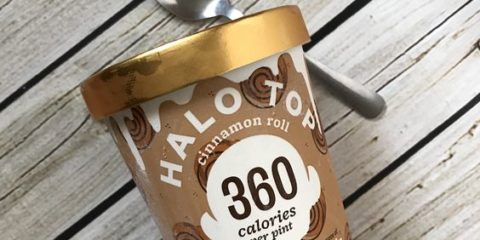 HALO TOP
cinnamon roll
360
calories
per pint